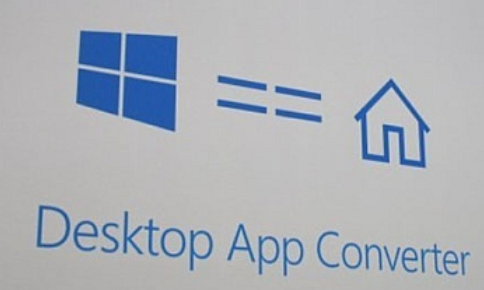 ==
Desktop App Converter